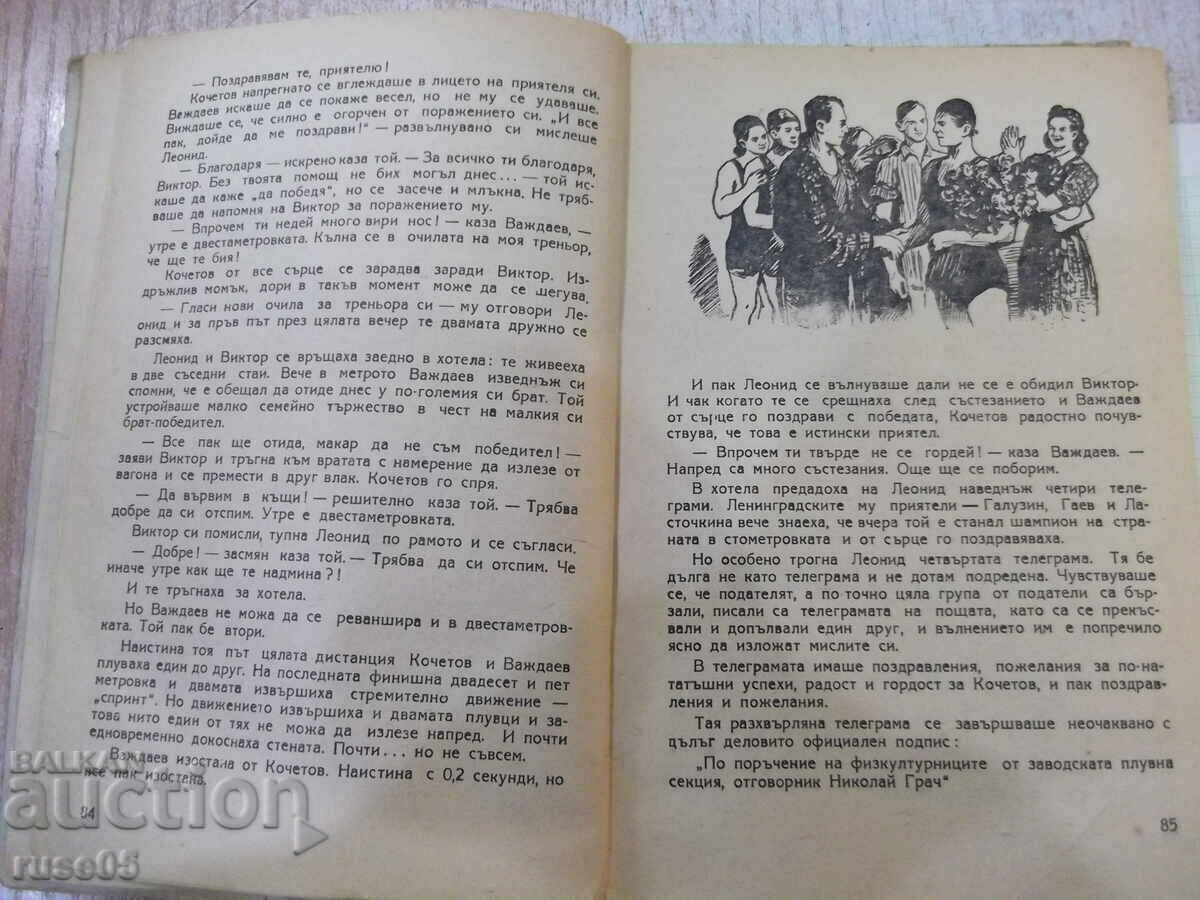 — Поздравявам те, приятелю!
Кочетов напрегнато се вглеждаше в лицето на приятеля си.
Важдаев искаше да се покаже весел, но не му се удаваше.
Виждаше се, че силно е огорчен от поражението си. „И все
пак, дойде да ме поздрави!“ — развълнувано си мислеше
Леонид.
— Благодаря — искрено каза той. — За всичко ти благодаря,
Виктор. Без твоята помощ не бих могъл днес... — той ис-
каше да каже „да победя“, но се засече и млъкна. Не тряб-
ваше да напомня на Виктор за поражението му.
— Впрочем ти недей много вири нос! — каза Важдаев, —
утре е двестаметровката. Кълна се в очилата на моя треньор,
че ще те бия!
Кочетов от все сърце се зарадва заради Виктор. Из-
дръжлив момък, дори в такъв момент може да се шегува.
— Гласи нови очила за треньора си — му отговори Ле-
онид и за пръв път през цялата вечер те двамата дружно се
разсмяха.
Леонид и Виктор се връщаха заедно в хотела: те живееха
в две съседни стаи. Вече в метрото Важдаев изведнъж си
спомни, че е обещал да отиде днес у по-големия си брат. Той
устройваше малко семейно тържество в чест на малкия си
брат-победител.
— Все пак ще отида, макар да не съм победител! —
заяви Виктор и тръгна към вратата с намерение да излезе от
вагона и се премести в друг влак. Кочетов го спря.
— Да вървим в къщи! — решително каза той. — Трябва
добре да си отспим. Утре е двестаметровката.
Виктор си помисли, тупна Леонид по рамото и се съгласи.
— Добре! — засмян каза той. — Трябва да си отспим. Че
иначе утре как ще те надмина?!
И те тръгнаха за хотела.
Но Важдаев не можа да се реваншира и в двестаметров-
ката. Той пак бе втори.
Наистина тоя път цялата дистанция Кочетов и Важдаев
плуваха един до друг. На последната финишна двадесет и пет
метровка и двамата извършиха стремително движение —
„спринт“. Но движението извършиха и двамата плувци и за-
това нито един от тях не можа да излезе напред. И почти
едновременно докоснаха стената. Почти... но не съвсем.
Важдаев изостана от Кочетов. Наистина с 0,2 секунди, но
все пак изостана.
84
И пак Леонид се вълнуваше дали не се е обидил Виктор.
И чак когато те се срещнаха след състезанието и Важдаев
от сърце го поздрави с победата, Кочетов радостно почув-
ствува, че това е истински приятел.
— Впрочем ти твърде не се гордей! — каза Важдаев. —
Напред са много състезания. Още ще се поборим.
В хотела предадоха на Леонид наведнъж четири теле-
грами. Ленинградските му приятели — Галузин, Гаев и Ла-
сточкина вече знаеха, че вчера той е станал шампион на стра-
ната в стометровката и от сърце го поздравяваха.
Но особено трогна Леонид четвъртата телеграма. Тя бе
дълга не като телеграма и не дотам подредена. Чувствуваше
се, че подателят, а по точно цяла група от податели са бър-
зали, писали са телеграмата на пощата, като са се прекъс-
вали и допълвали един друг, и вълнението им е попречило
ясно да изложат мислите си.
В телеграмата имаше поздравления, пожелания за по-на-
татъшни успехи, радост и гордост за Кочетов, и пак поздрав-
ления и пожелания.
Тая разхвърляна телеграма се завършваше неочаквано с
цълъг деловито официален подпис:
„По поручение на физкултурниците от заводската плувна
секция, отговорник Николай Грач“
85
BALKAN
auction
ruse05